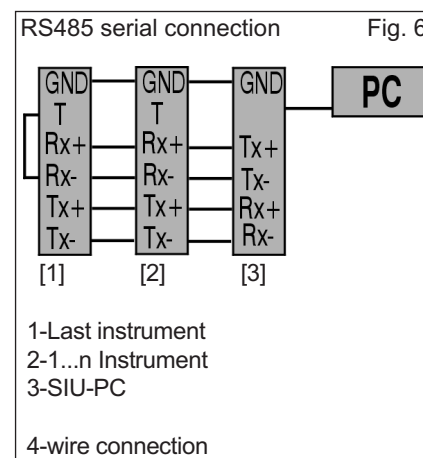 RS485 serial connection Fig. 6
GND GND GND PC
T T
Rx+ Rx+ Tx+
Rx- Rx- Tx-
Tx+ Tx+ Rx+
Tx- Tx- Rx-
[1] [2] [3]
1-Last instrument
2-1...n Instrument
3-SIU-PC
4-wire connection